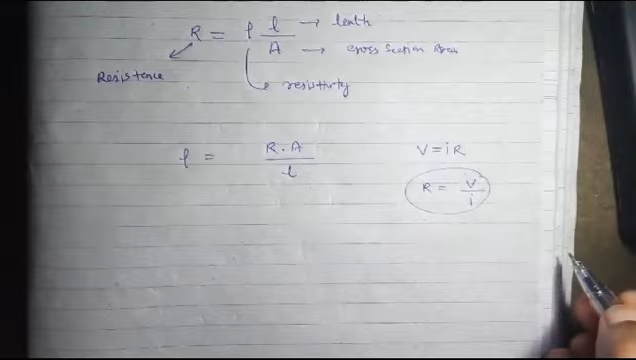 R = ρ l/A → lenth
→ cross Section Area
Resistence
resistivity
ρ = R.A/l
V = iR
R = V/i